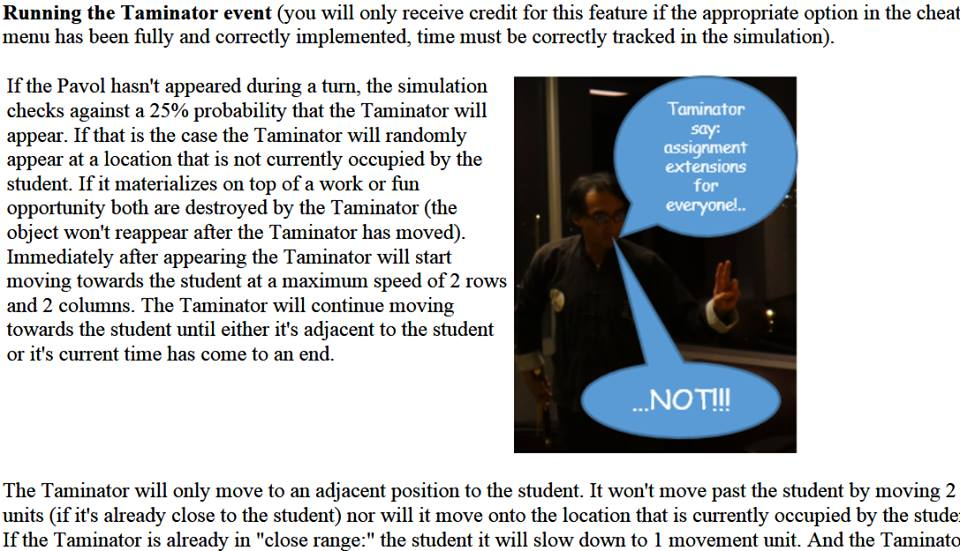 Running the Taminator event (you will only receive credit for this feature if the appropriate option in the cheat
menu has been fully and correctly implemented, time must be correctly tracked in the simulation).
If the Pavol hasn't appeared during a turn, the simulation
checks against a 25% probability that the Taminator will
appear. If that is the case the Taminator will randomly
appear at a location that is not currently occupied by the
student. If it materializes on top of a work or fun
opportunity both are destroyed by the Taminator (the
object won't reappear after the Taminator has moved).
Immediately after appearing the Taminator will start
moving towards the student at a maximum speed of 2 rows
and 2 columns. The Taminator will continue moving
towards the student until either it's adjacent to the student
or it's current time has come to an end.
Taminator
say:
assignment
extensions
for
everyone!..
...NOT!!!
The Taminator will only move to an adjacent position to the student. It won't move past the student by moving 2
units (if it's already close to the student) nor will it move onto the location that is currently occupied by the stude
If the Taminator is already in "close range:" the student it will slow down to 1 movement unit. And the Taminato